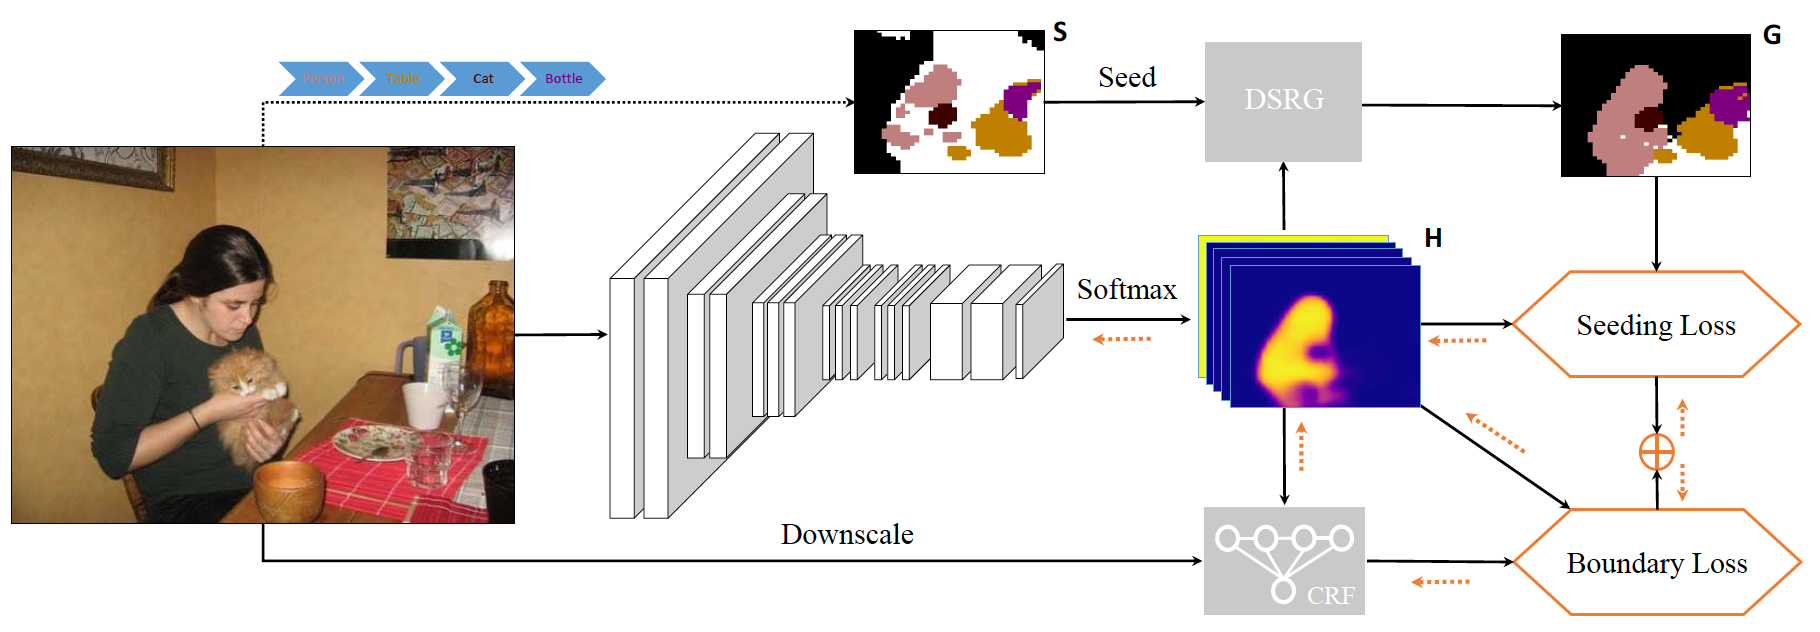 S
G
Person Table Cat Bottle
Seed
DSRG
H
Softmax
Seeding Loss
Downscale
Boundary Loss
CRF